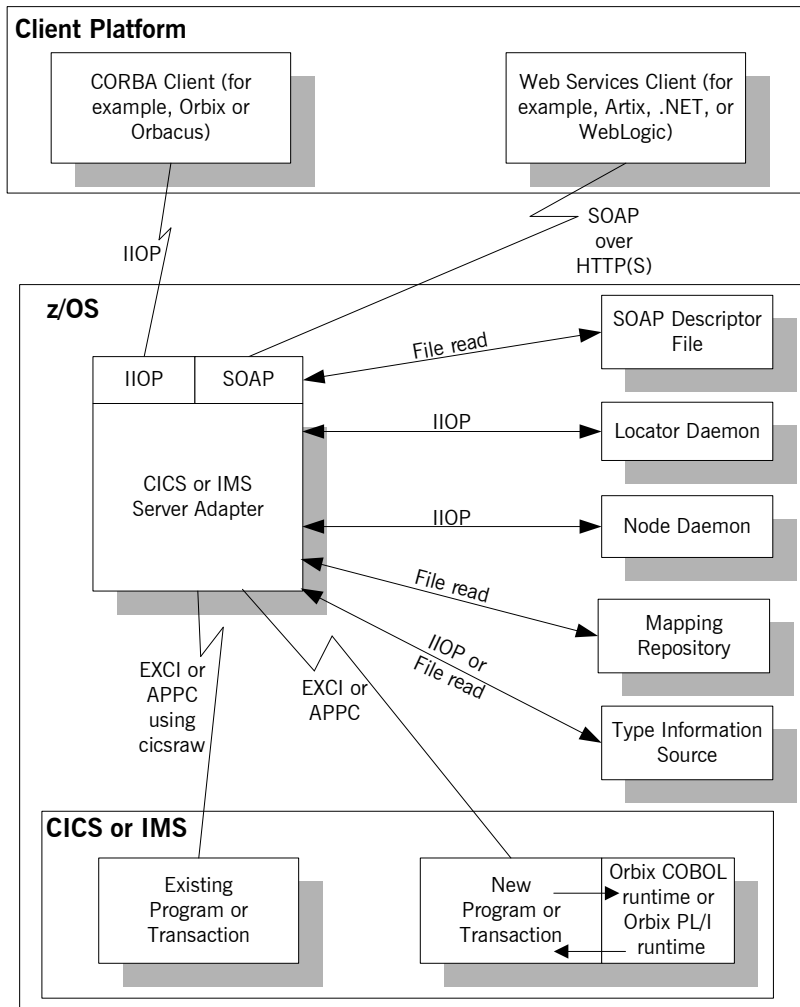 Client Platform
CORBA Client (for
example, Orbix or
Orbacus)
Web Services Client (for
example, Artix, .NET, or
WebLogic)
IIOP
SOAP
over
HTTP(S)
z/OS
IIOP
SOAP
CICS or IMS
Server Adapter
File read
SOAP Descriptor
File
IIOP
Locator Daemon
IIOP
Node Daemon
File read
Mapping
Repository
IIOP or
File read
Type Information
Source
EXCI or
APPC
using
cicsraw
EXCI or
APPC
CICS or IMS
Existing
Program or
Transaction
New
Program or
Transaction
Orbix COBOL
runtime or
Orbix PL/I
runtime